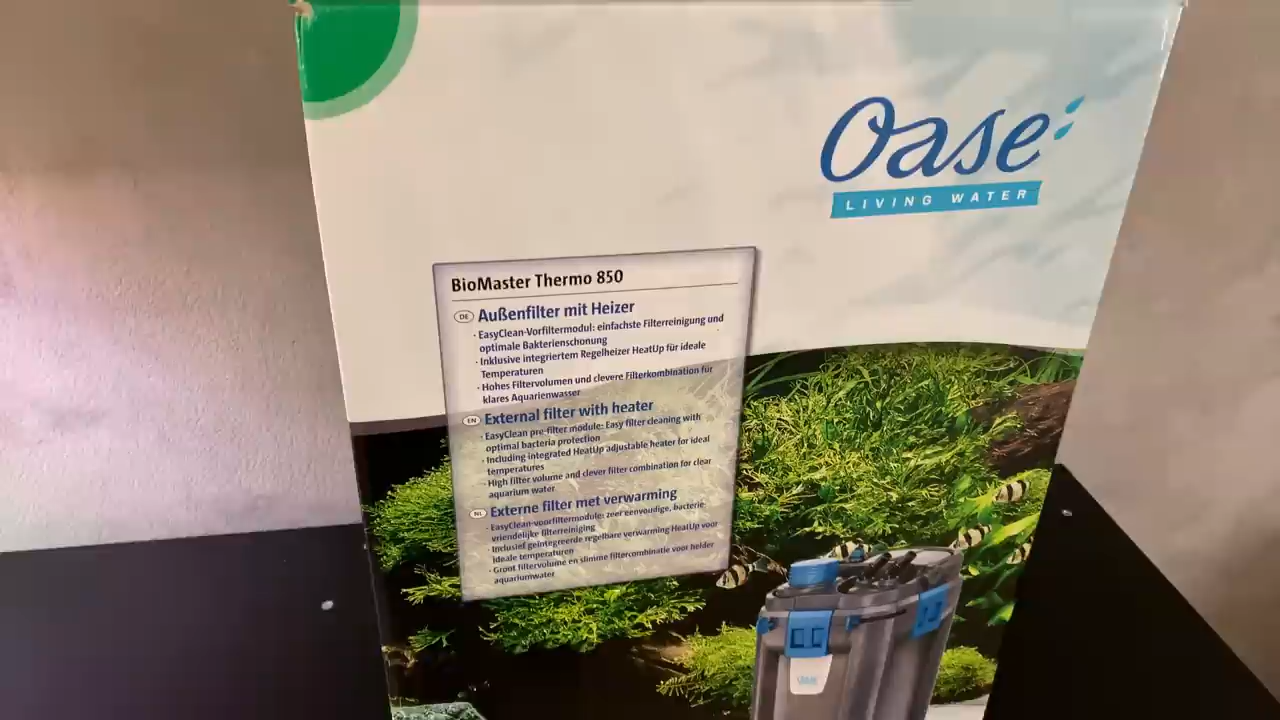 Oase
LIVING WATER
BioMaster Thermo 850
DE Außenfilter mit Heizer
· EasyClean-Vorfiltermodul: einfachste Filterreinigung und
optimale Bakterienschonung
· Inklusive integriertem Regelheizer HeatUp für ideale
Temperaturen
· Hohes Filtervolumen und clevere Filterkombination für
klares Aquarienwasser
EN External filter with heater
· EasyClean pre-filter module: Easy filter cleaning with
optimal bacteria protection
· Including integrated HeatUp adjustable heater for ideal
temperatures
· High filter volume and clever filter combination for clear
aquarium water
NL Externe filter met verwarming
· EasyClean-voorfiltermodule: zeer eenvoudige, bacterie-
vriendelijke filterreiniging
· Inclusief geïntegreerde regelbare verwarming HeatUp voor
ideale temperaturen
· Groot filtervolume en slimme filtercombinatie voor helder
aquariumwater
Oase